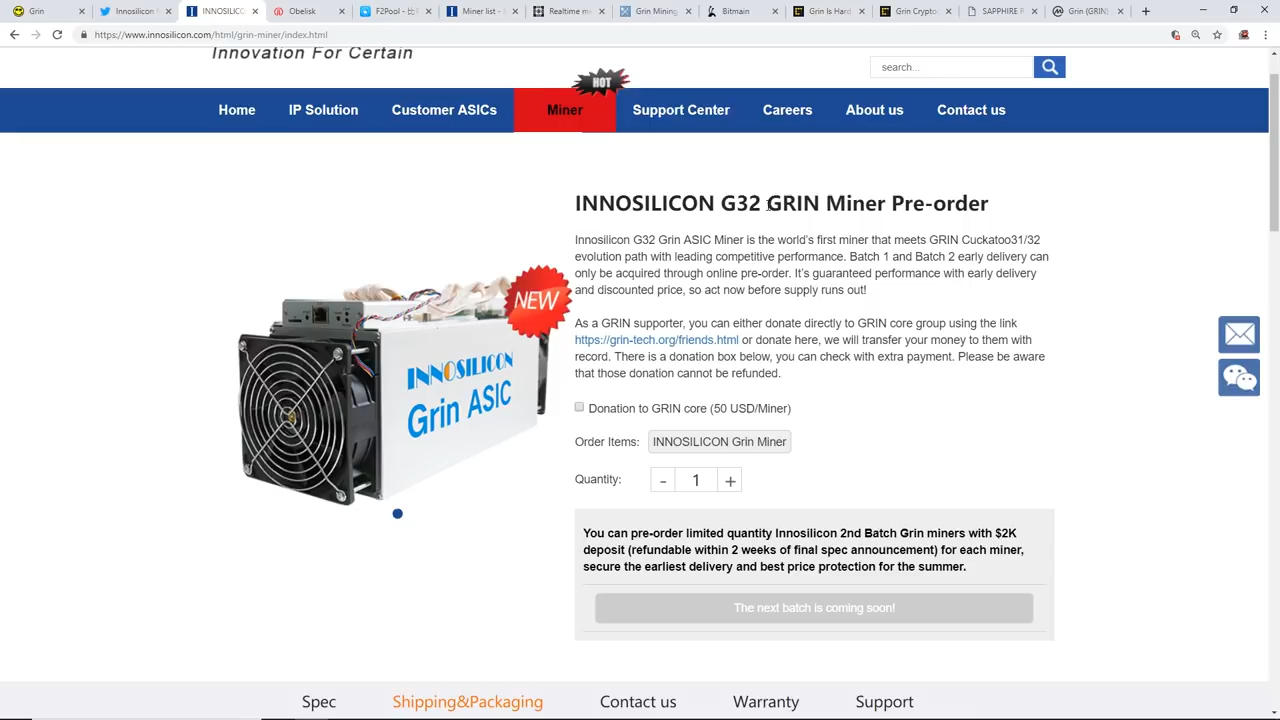 Grin
Innosilicon
INNOSILICO
Obelisk
F2Pool - 比
Miner list -
Realtime m
Grin Mining
Bitmain
Grin Is Hard
Grin Crypto
SAPPHIRE R
Grin (GRIN)
https://www.innosilicon.com/html/grin-miner/index.html
Innovation For Certain
search...
HOT
Home IP Solution Customer ASICs Miner Support Center Careers About us Contact us
INNOSILICON G32 GRIN Miner Pre-order
Innosilicon G32 Grin ASIC Miner is the world's first miner that meets GRIN Cuckatoo31/32
evolution path with leading competitive performance. Batch 1 and Batch 2 early delivery can
only be acquired through online pre-order. It's guaranteed performance with early delivery
and discounted price, so act now before supply runs out!
NEW
INNOSILICON
Grin ASIC
As a GRIN supporter, you can either donate directly to GRIN core group using the link
https://grin-tech.org/friends.html or donate here, we will transfer your money to them with
record. There is a donation box below, you can check with extra payment. Please be aware
that those donation cannot be refunded.
Donation to GRIN core (50 USD/Miner)
Order Items: INNOSILICON Grin Miner
Quantity: - 1 +
You can pre-order limited quantity Innosilicon 2nd Batch Grin miners with $2K
deposit (refundable within 2 weeks of final spec announcement) for each miner,
secure the earliest delivery and best price protection for the summer.
The next batch is coming soon!
Spec Shipping&Packaging Contact us Warranty Support